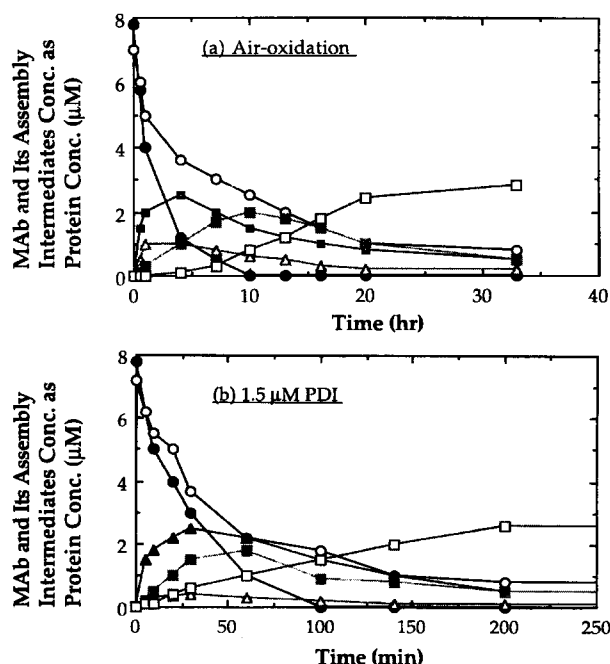 MAb and Its Assembly
Intermediates Conc. as
Protein Conc. (μM)
8
6
4
2
0
(a) Air-oxidation
0
10
20
30
40
Time (hr)
MAb and Its Assembly
Intermediates Conc. as
Protein Conc. (μM)
8
6
4
2
0
(b) 1.5 μM PDI
0
50
100
150
200
250
Time (min)